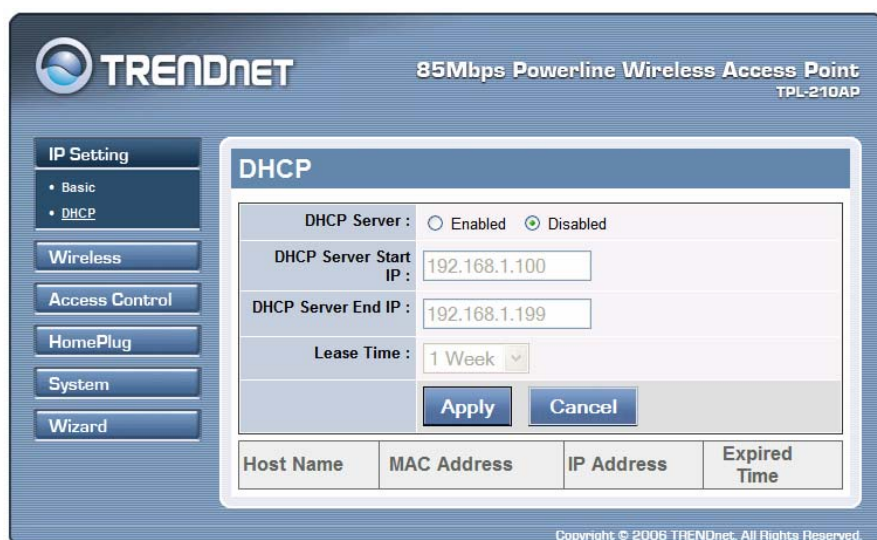 TRENDNET
85Mbps Powerline Wireless Access Point
TPL-210AP
IP Setting
• Basic
• DHCP
Wireless
Access Control
HomePlug
System
Wizard
DHCP
DHCP Server : Enabled Disabled
DHCP Server Start IP : 192.168.1.100
DHCP Server End IP : 192.168.1.199
Lease Time : 1 Week
Apply Cancel
Host Name MAC Address IP Address Expired Time
Copyright © 2006 TRENDnet. All Rights Reserved.